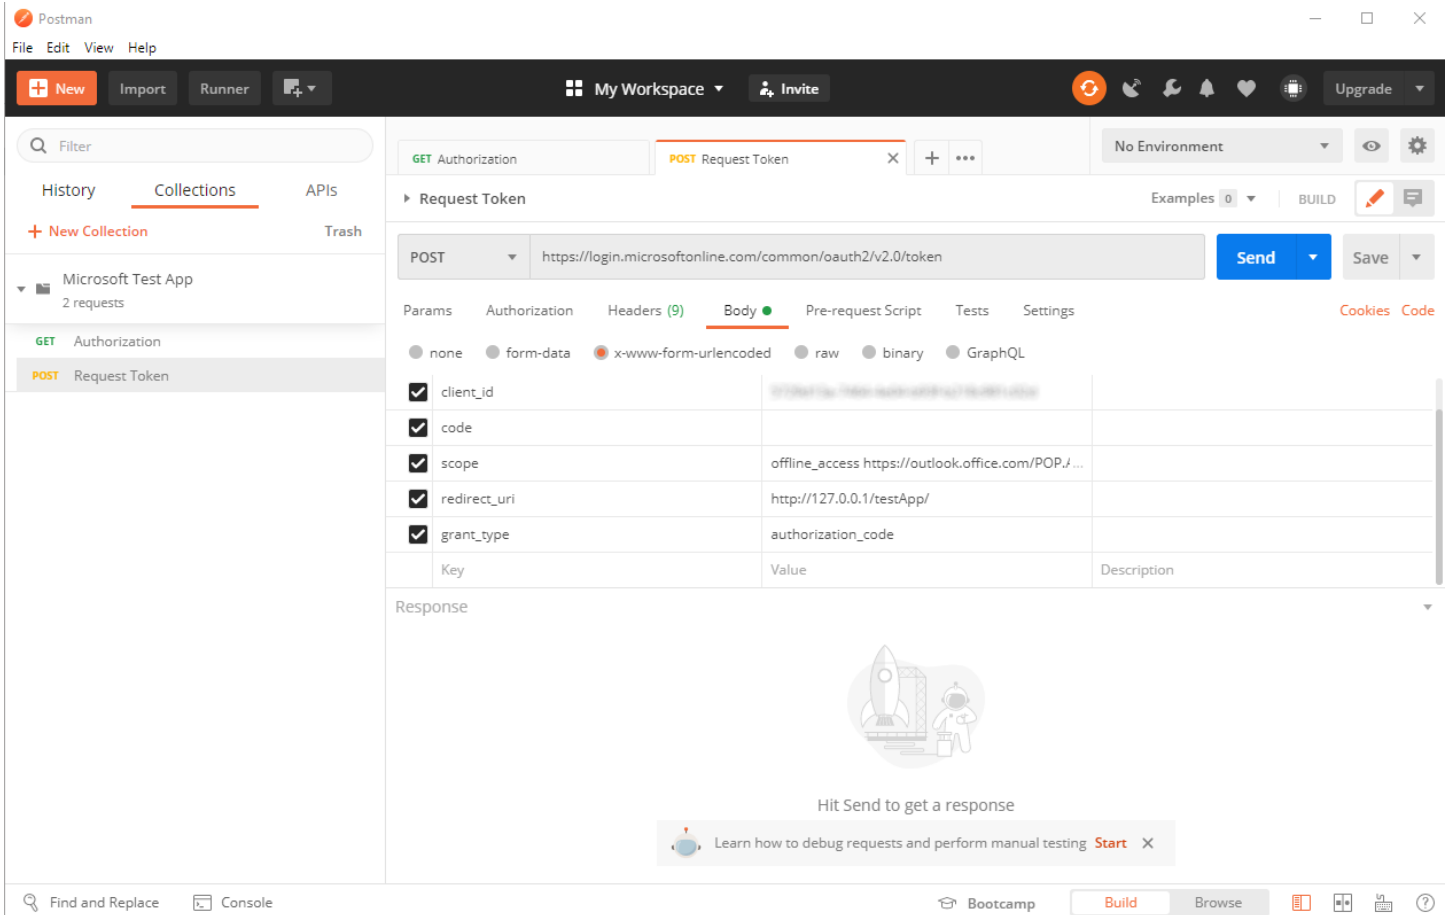 Postman
File Edit View Help
New Import Runner My Workspace Invite Upgrade
Filter
History Collections APIs
+ New Collection Trash
Microsoft Test App
2 requests
GET Authorization
POST Request Token
GET Authorization POST Request Token No Environment
Request Token Examples 0 BUILD
POST https://login.microsoftonline.com/common/oauth2/v2.0/token Send Save
Params Authorization Headers (9) Body Pre-request Script Tests Settings Cookies Code
none form-data x-www-form-urlencoded raw binary GraphQL
client_id
code
scope offline_access https://outlook.office.com/POP./...
redirect_uri http://127.0.0.1/testApp/
grant_type authorization_code
Key Value Description
Response
Hit Send to get a response
Learn how to debug requests and perform manual testing Start
Find and Replace Console Bootcamp Build Browse